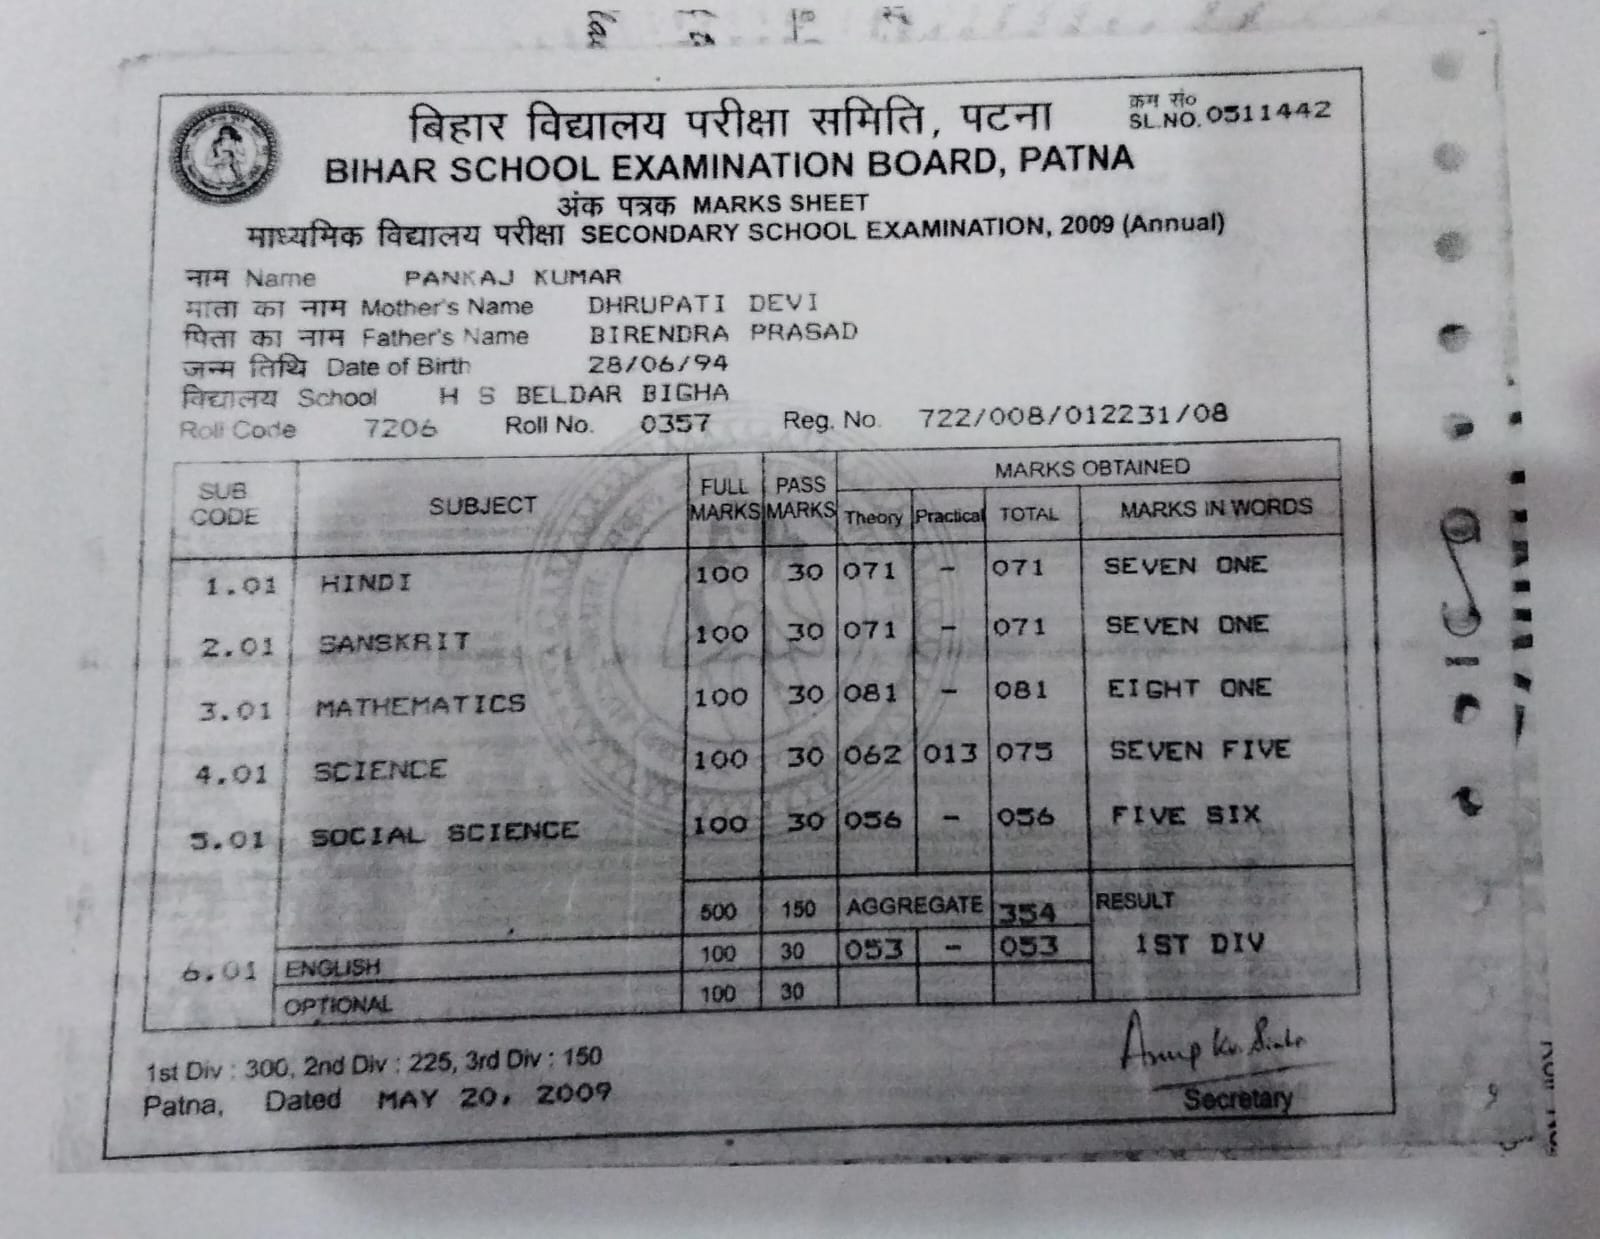 बिहार विद्यालय परीक्षा समिति, पटना
क्रम सं०
SL.NO. 0511442
BIHAR SCHOOL EXAMINATION BOARD, PATNA
अंक पत्रक MARKS SHEET
माध्यमिक विद्यालय परीक्षा SECONDARY SCHOOL EXAMINATION, 2009 (Annual)
नाम Name PANKAJ KUMAR
माता का नाम Mother's Name DHRUPATI DEVI
पिता का नाम Father's Name BIRENDRA PRASAD
जन्म तिथि Date of Birth 28/06/94
विद्यालय School H S BELDAR BIGHA
Roll Code 7206 Roll No. 0357 Reg. No. 722/008/012231/08
SUB CODE SUBJECT FULL MARKS PASS MARKS MARKS OBTAINED
Theory Practical TOTAL MARKS IN WORDS
1.01 HINDI 100 30 071 - 071 SEVEN ONE
2.01 SANSKRIT 100 30 071 - 071 SEVEN ONE
3.01 MATHEMATICS 100 30 081 - 081 EIGHT ONE
4.01 SCIENCE 100 30 062 013 075 SEVEN FIVE
5.01 SOCIAL SCIENCE 100 30 056 - 056 FIVE SIX
500 150 AGGREGATE 354 RESULT
6.01 ENGLISH 100 30 053 - 053 1ST DIV
OPTIONAL 100 30
1st Div : 300, 2nd Div : 225, 3rd Div : 150
Patna, Dated MAY 20, 2009
Anup Kr. Sinha
Secretary